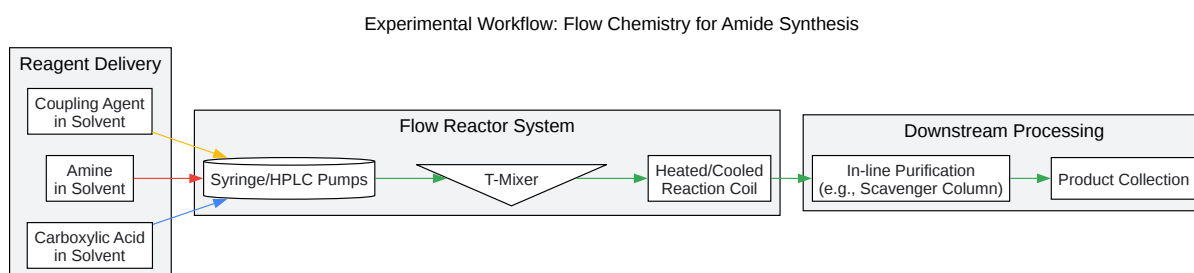 Experimental Workflow: Flow Chemistry for Amide Synthesis
Reagent Delivery
Coupling Agent
in Solvent
Amine
in Solvent
Carboxylic Acid
in Solvent
Flow Reactor System
Syringe/HPLC Pumps
T-Mixer
Heated/Cooled
Reaction Coil
Downstream Processing
In-line Purification
(e.g., Scavenger Column)
Product Collection